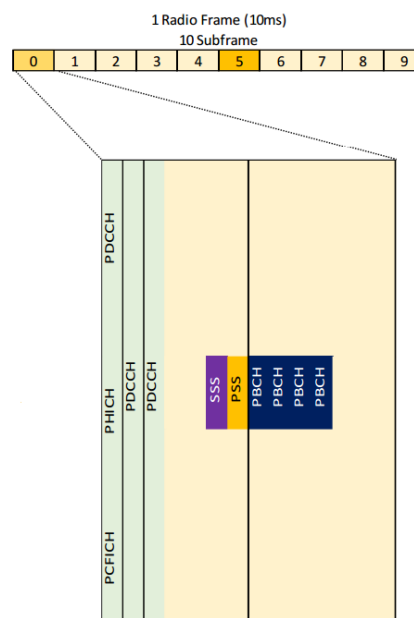 1 Radio Frame (10ms)
10 Subframe
0 1 2 3 4 5 6 7 8 9
PDCCH
PHICH
PCFICH
PDCCH
PDCCH
SSS
PSS
PBCH
PBCH
PBCH
PBCH